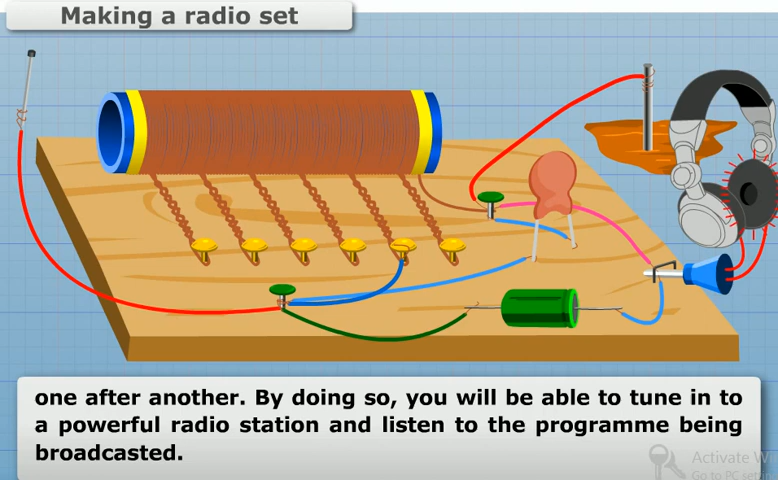 Making a radio set
one after another. By doing so, you will be able to tune in to
a powerful radio station and listen to the programme being
broadcasted.
Activate W
Go to PC settin